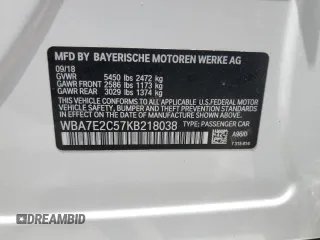 MFD BY BAYERISCHE MOTOREN WERKE AG
09/18
GVWR 5450 lbs 2472 kg
GAWR FRONT 2586 lbs 1173 kg
GAWR REAR 3029 lbs 1374 kg
THIS VEHICLE CONFORMS TO ALL APPLICABLE U.S. FEDERAL MOTOR VEHICLE
SAFETY, BUMPER, AND THEFT PREVENTION STANDARDS IN EFFECT ON THE
DATE OF MANUFACTURE SHOWN ABOVE.
WBA7E2C57KB218038 TYPE: PASSENGER CAR
A96/II
DREAMBID